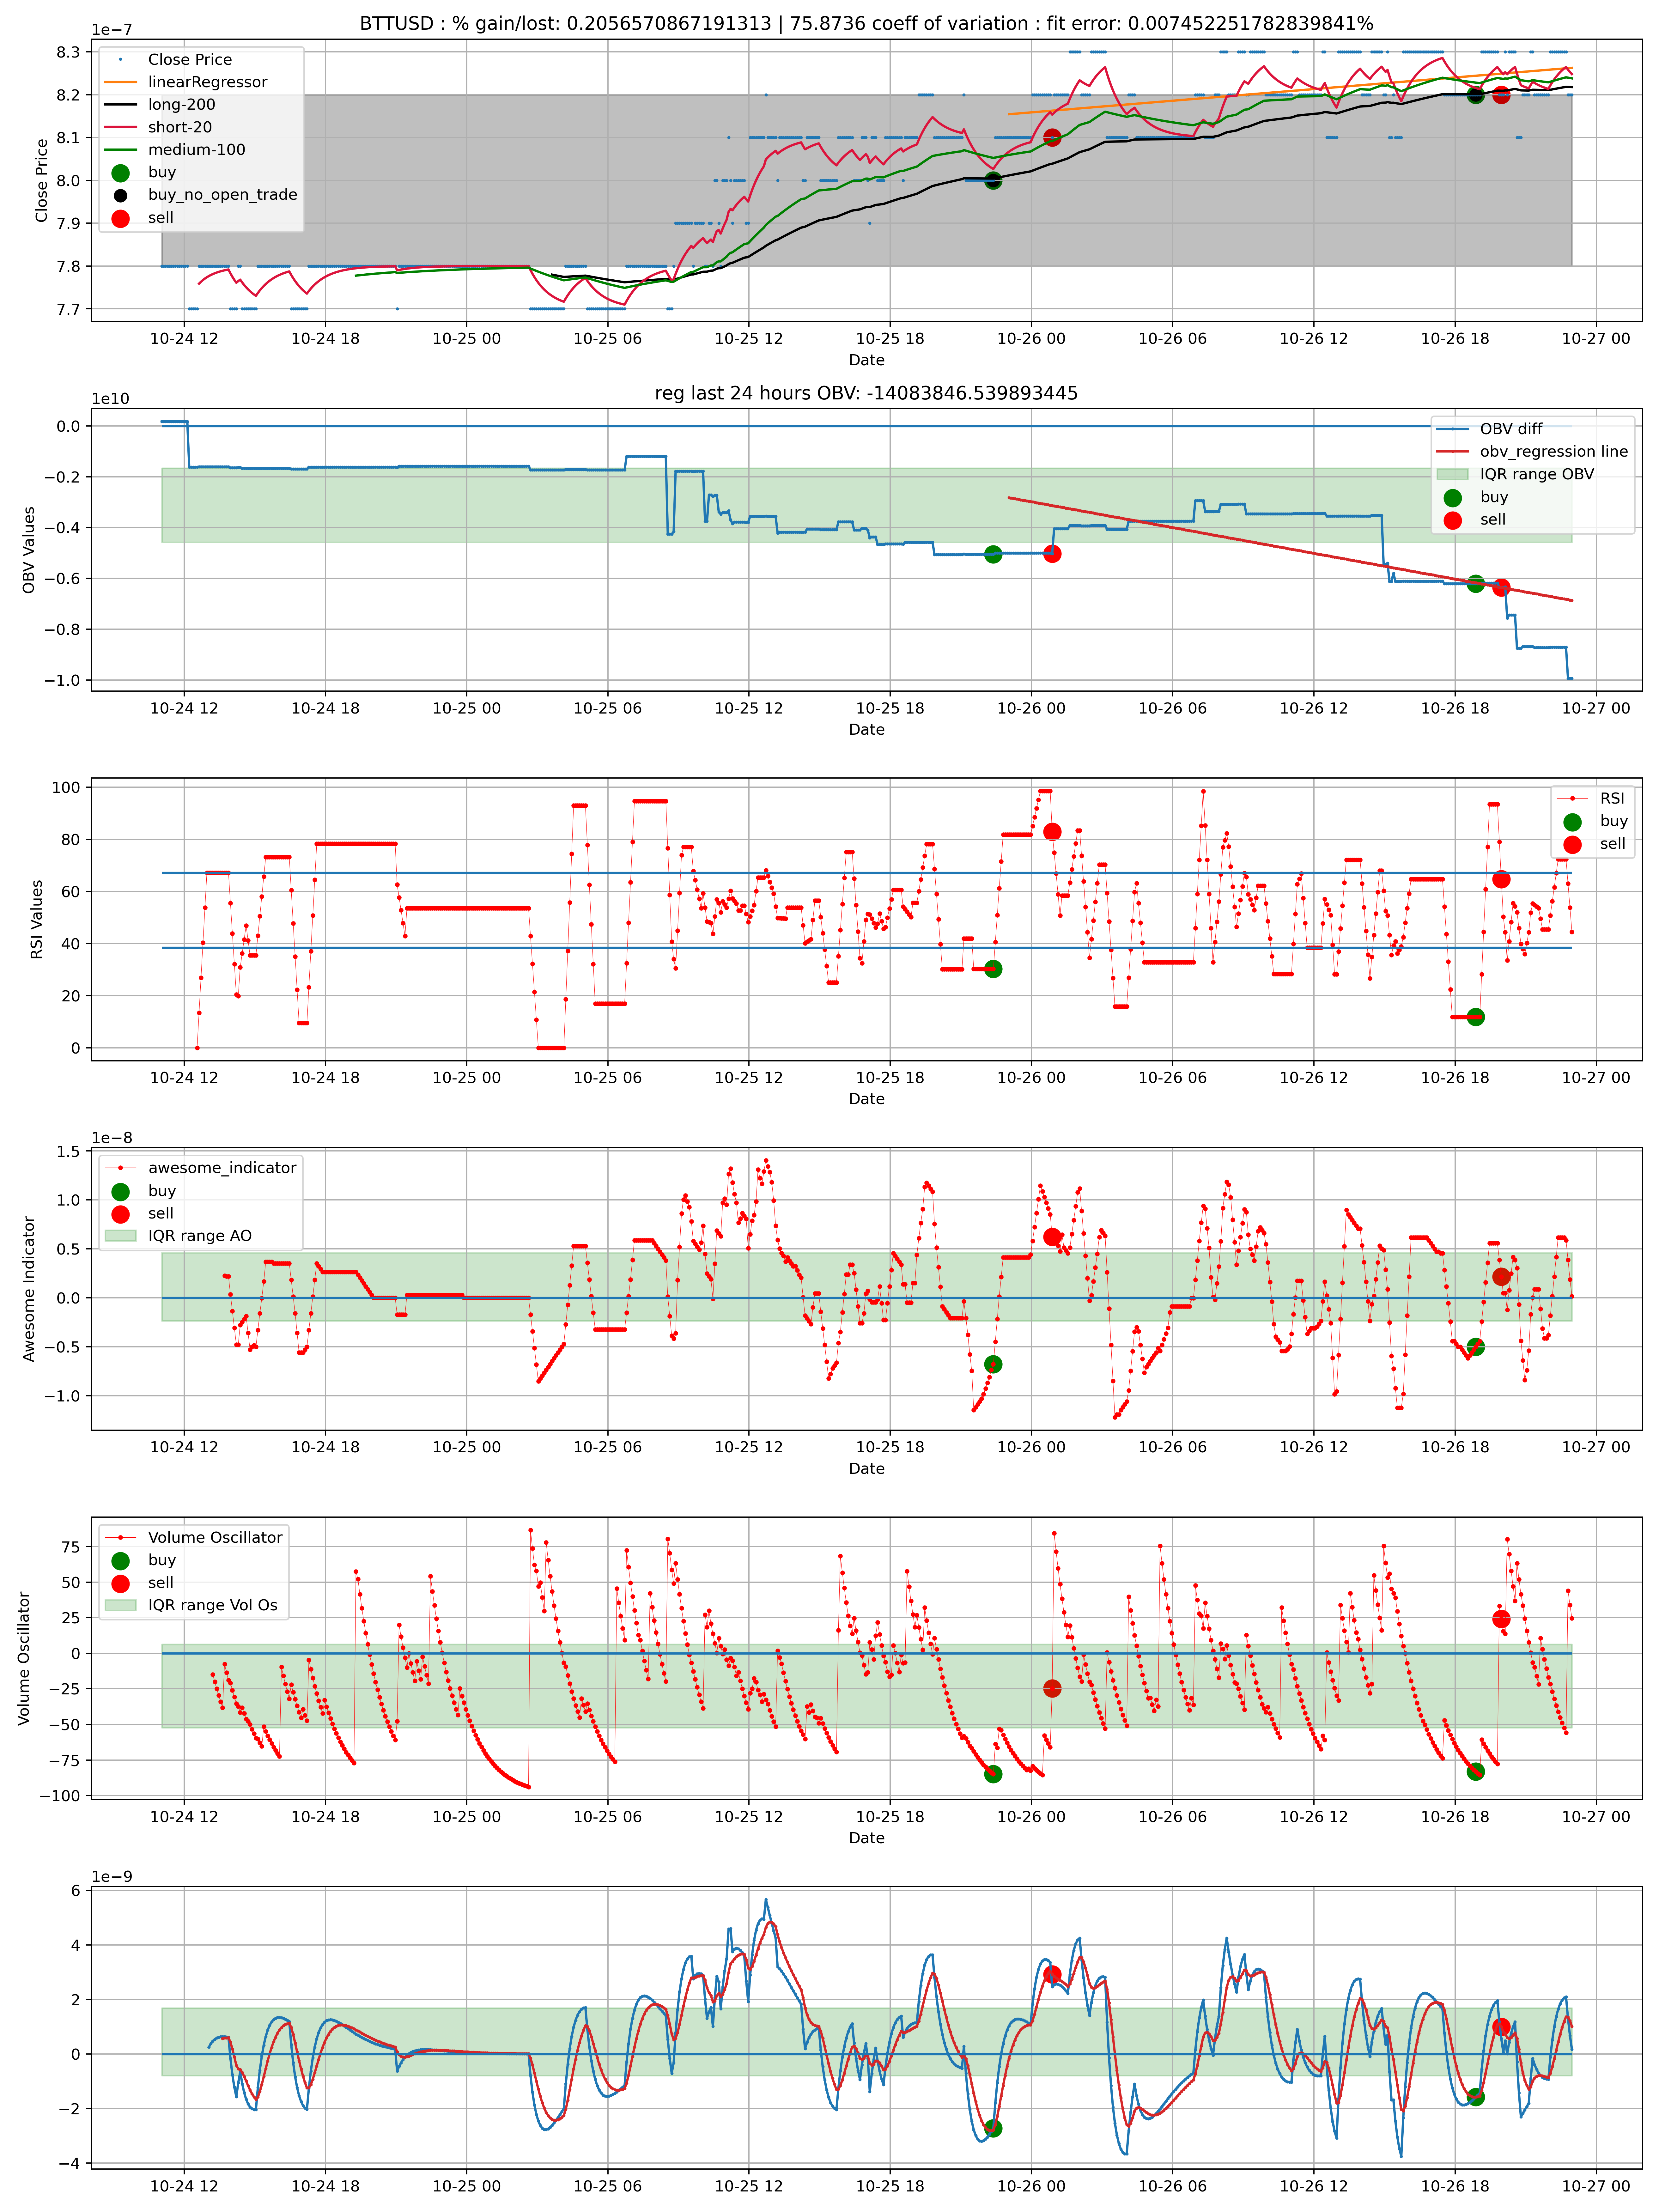 BTTUSD : % gain/lost: 0.2056570867191313 | 75.8736 coeff of variation : fit error: 0.007452251782839841%
1e−7
8.3
8.2
8.1
8.0
7.9
7.8
7.7
Close Price
Close Price
linearRegressor
long-200
short-20
medium-100
buy
buy_no_open_trade
sell
10-24 12 10-24 18 10-25 00 10-25 06 10-25 12 10-25 18 10-26 00 10-26 06 10-26 12 10-26 18 10-27 00
Date
reg last 24 hours OBV: -14083846.539893445
1e10
0.0
−0.2
−0.4
−0.6
−0.8
−1.0
OBV Values
OBV diff
obv_regression line
IQR range OBV
buy
sell
10-24 12 10-24 18 10-25 00 10-25 06 10-25 12 10-25 18 10-26 00 10-26 06 10-26 12 10-26 18 10-27 00
Date
100
80
60
40
20
0
RSI Values
RSI
buy
sell
10-24 12 10-24 18 10-25 00 10-25 06 10-25 12 10-25 18 10-26 00 10-26 06 10-26 12 10-26 18 10-27 00
Date
1e−8
1.5
1.0
0.5
0.0
−0.5
−1.0
Awesome Indicator
awesome_indicator
buy
sell
IQR range AO
10-24 12 10-24 18 10-25 00 10-25 06 10-25 12 10-25 18 10-26 00 10-26 06 10-26 12 10-26 18 10-27 00
Date
75
50
25
0
−25
−50
−75
−100
Volume Oscillator
Volume Oscillator
buy
sell
IQR range Vol Os
10-24 12 10-24 18 10-25 00 10-25 06 10-25 12 10-25 18 10-26 00 10-26 06 10-26 12 10-26 18 10-27 00
Date
1e−9
6
4
2
0
−2
−4
10-24 12 10-24 18 10-25 00 10-25 06 10-25 12 10-25 18 10-26 00 10-26 06 10-26 12 10-26 18 10-27 00